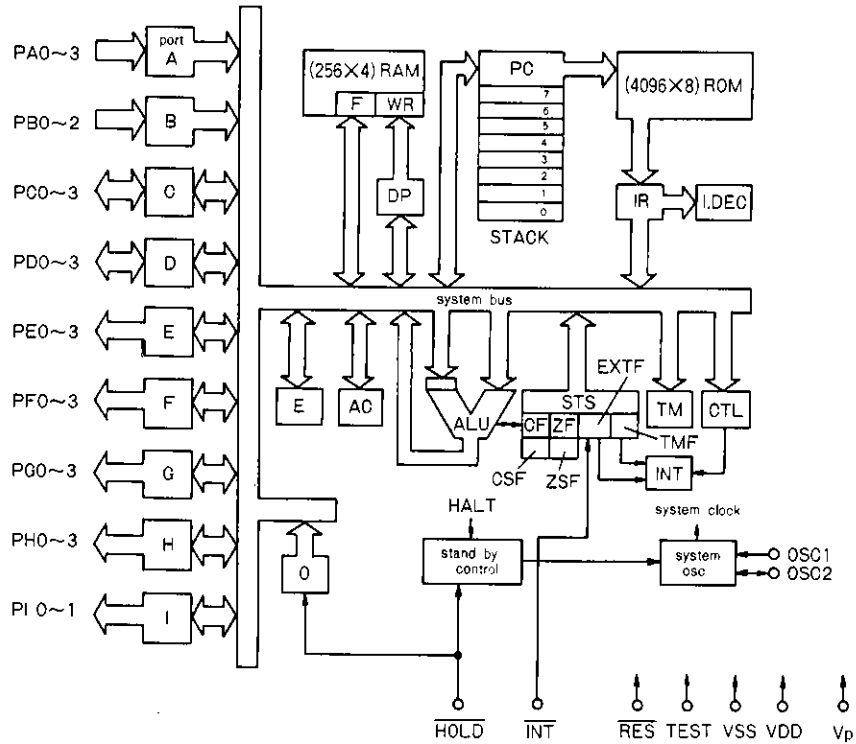 PA0~3
port
A
PB0~2
B
PC0~3
C
PD0~3
D
PE0~3
E
PF0~3
F
PG0~3
G
PH0~3
H
PI0~1
I
(256×4) RAM
F
WR
DP
PC
7
6
5
4
3
2
1
0
STACK
(4096×8) ROM
IR
I.DEC
system bus
E
AC
ALU
STS
EXTF
CF
ZF
TMF
CSF
ZSF
TM
CTL
INT
HALT
stand by
control
system clock
system
osc
OSC1
OSC2
0
HOLD
INT
RES
TEST
VSS
VDD
Vp